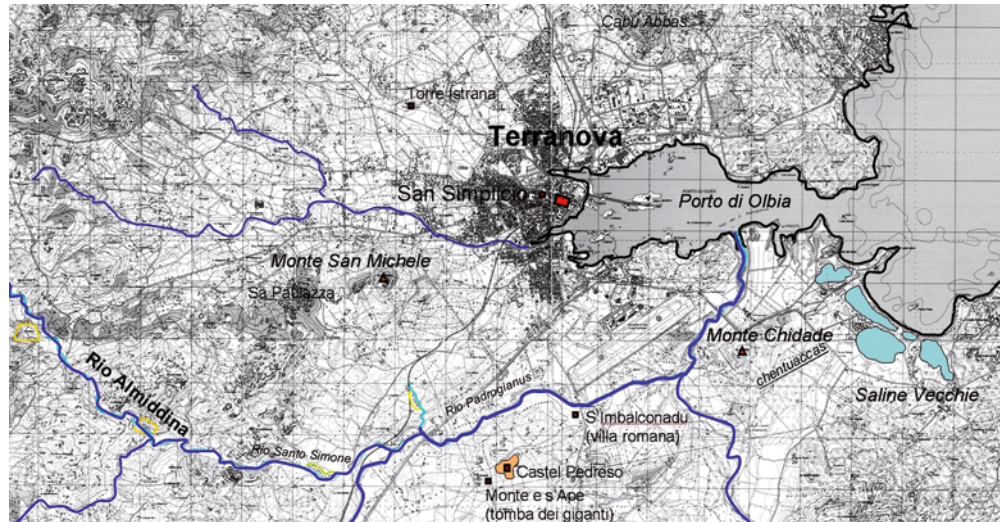 Cabu Abbas
Torre Istrana
Terranova
San Simplicio
Porto di Olbia
Monte San Michele
Sa Paulazza
Monte Chidade
chentuaccas
Saline Vecchie
Rio Almiddina
Rio Padrogianus
Rio Santo Simone
S'Imbalconadu
(villa romana)
Castel Pedreso
Monte e s'Ape
(tomba dei giganti)